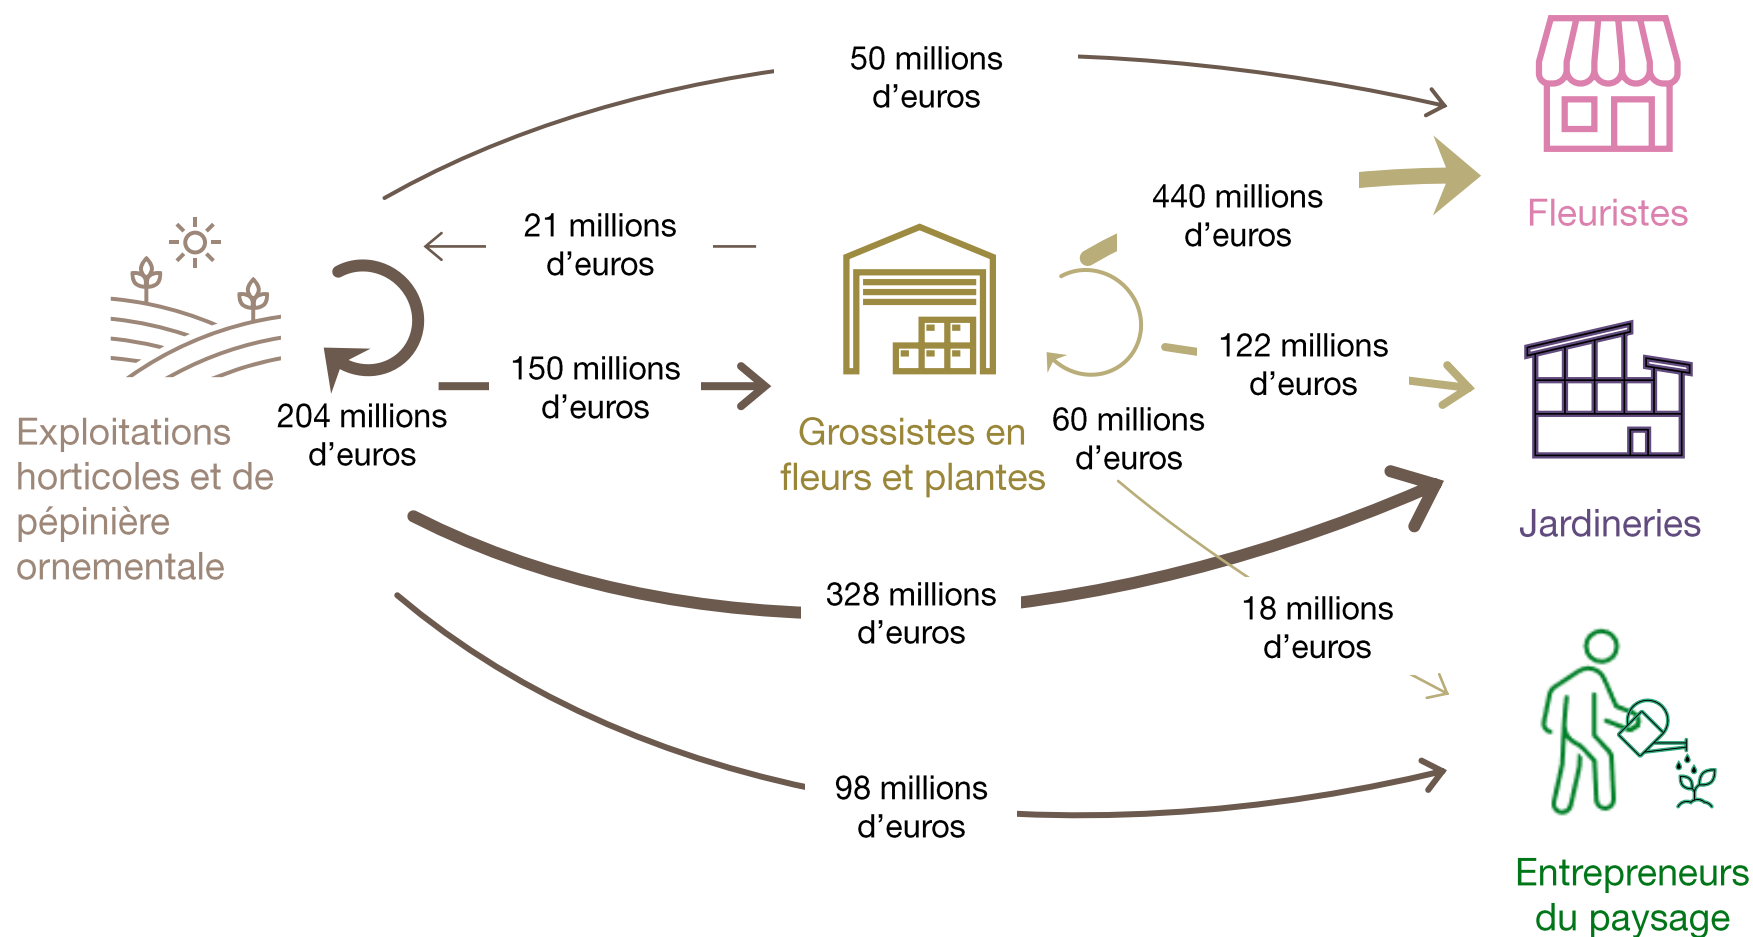 50 millions
d’euros
440 millions
d’euros
Fleuristes
21 millions
d’euros
150 millions
d’euros
122 millions
d’euros
204 millions
d’euros
60 millions
d’euros
Exploitations
horticoles et de
pépinière
ornementale
Grossistes en
fleurs et plantes
Jardineries
328 millions
d’euros
18 millions
d’euros
98 millions
d’euros
Entrepreneurs
du paysage